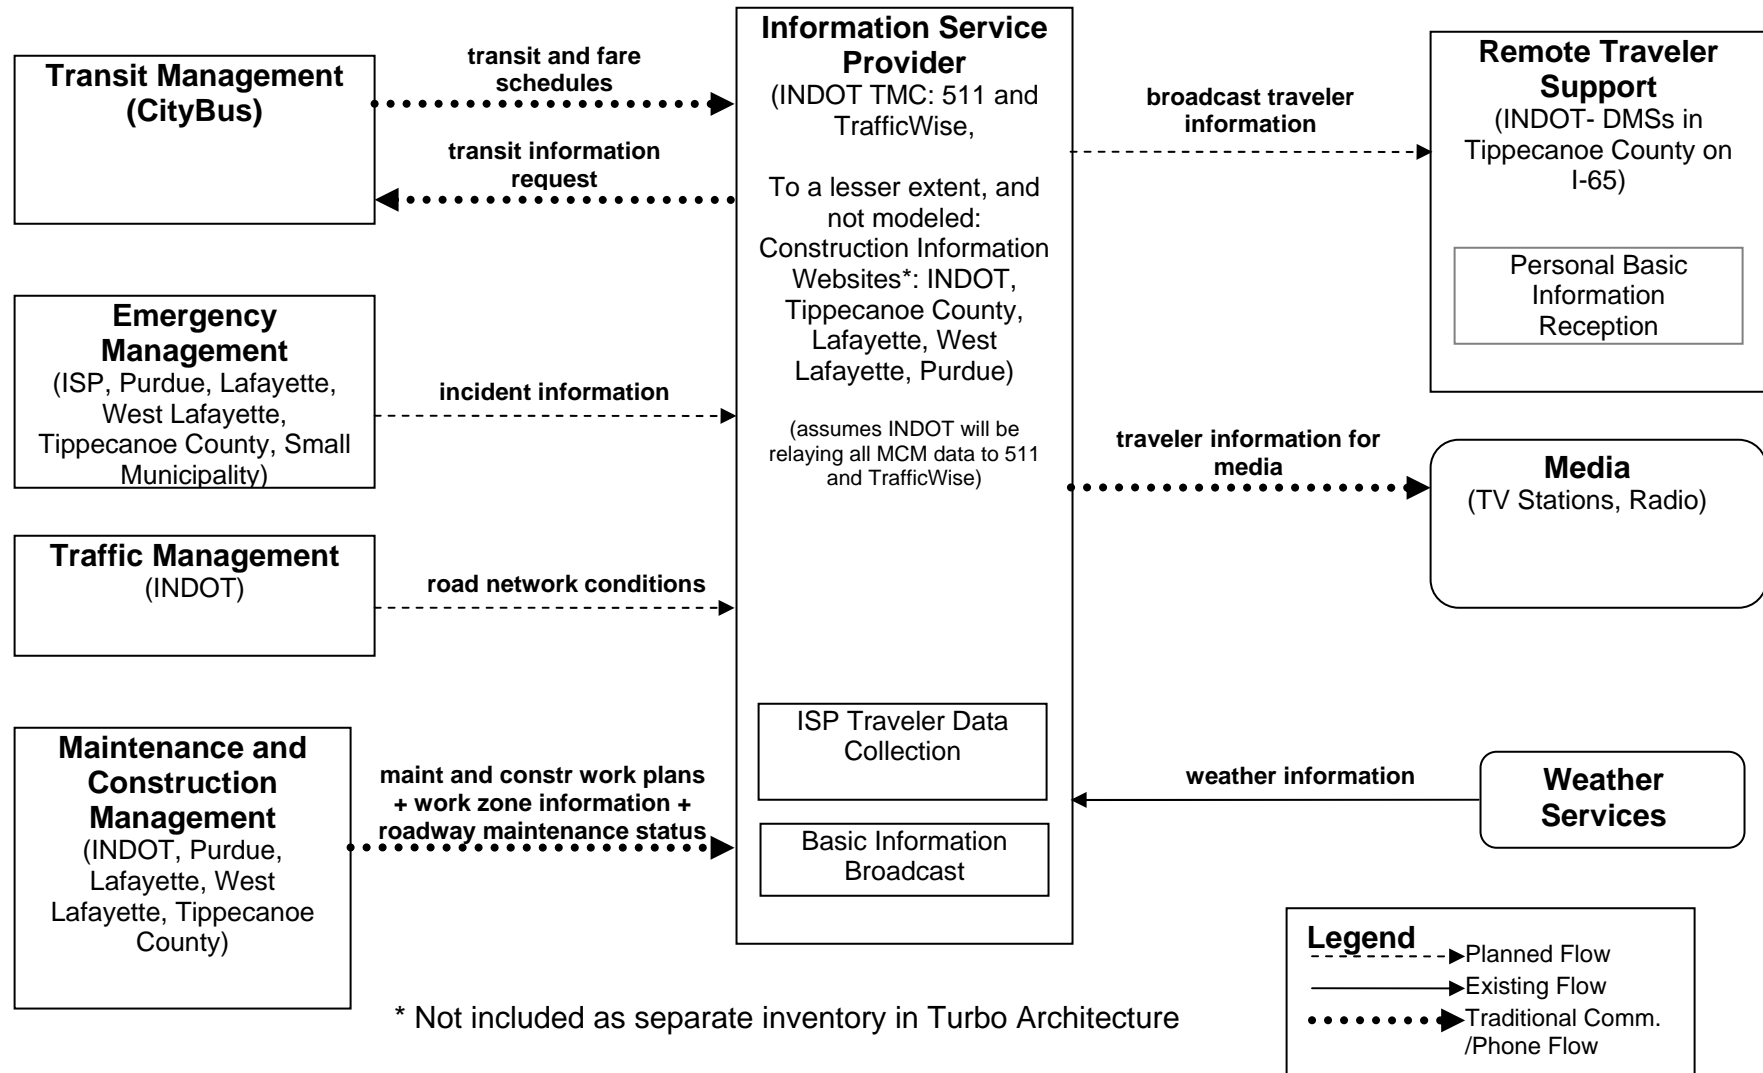 Transit Management
(CityBus)
transit and fare
schedules
transit information
request
Emergency
Management
(ISP, Purdue, Lafayette,
West Lafayette,
Tippecanoe County, Small
Municipality)
incident information
Traffic Management
(INDOT)
road network conditions
Maintenance and
Construction
Management
(INDOT, Purdue,
Lafayette, West
Lafayette, Tippecanoe
County)
maint and constr work plans
+ work zone information +
roadway maintenance status
Information Service
Provider
(INDOT TMC: 511 and
TrafficWise,
To a lesser extent, and
not modeled:
Construction Information
Websites*: INDOT,
Tippecanoe County,
Lafayette, West
Lafayette, Purdue)
(assumes INDOT will be
relaying all MCM data to 511
and TrafficWise)
ISP Traveler Data
Collection
Basic Information
Broadcast
broadcast traveler
information
Remote Traveler
Support
(INDOT- DMSs in
Tippecanoe County on
I-65)
Personal Basic
Information
Reception
traveler information for
media
Media
(TV Stations, Radio)
weather information
Weather
Services
* Not included as separate inventory in Turbo Architecture
Legend
Planned Flow
Existing Flow
Traditional Comm.
/Phone Flow